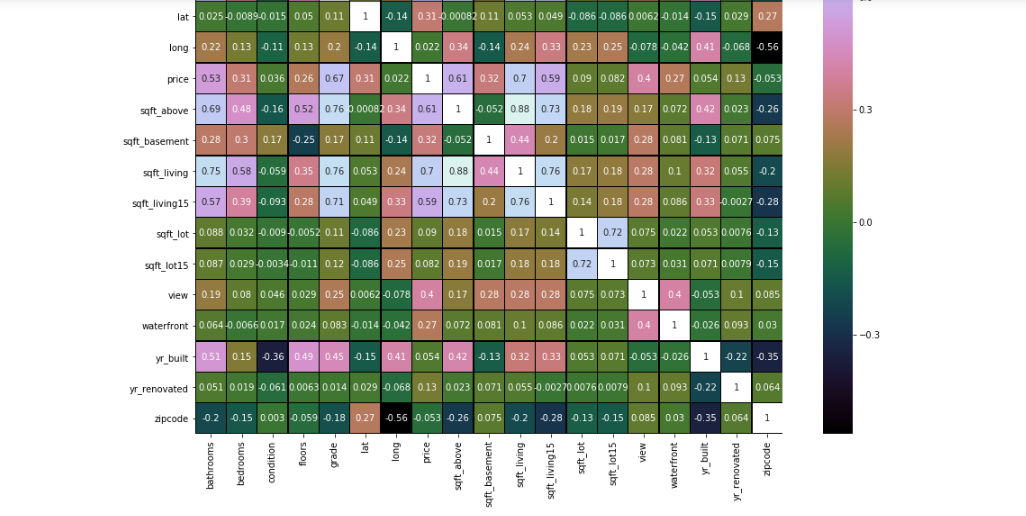 lat 0.025 -0.0089 -0.015 0.05 0.11 1 -0.14 0.31 -0.00082 0.11 0.053 0.049 -0.086 -0.086 0.0062 -0.014 -0.15 0.029 0.27
long 0.22 0.13 -0.11 0.13 0.2 -0.14 1 0.022 0.34 -0.14 0.24 0.33 0.23 0.25 -0.078 -0.042 0.41 -0.068 -0.56
price 0.53 0.31 0.036 0.26 0.67 0.31 0.022 1 0.61 0.32 0.7 0.59 0.09 0.082 0.4 0.27 0.054 0.13 -0.053
0.3
sqft_above 0.69 0.48 -0.16 0.52 0.76 0.34 0.61 1 -0.052 0.88 0.73 0.18 0.19 0.17 0.072 0.42 0.023 -0.26
sqft_basement 0.28 0.3 0.17 -0.25 0.17 0.11 -0.14 0.32 -0.052 1 0.44 0.2 0.015 0.017 0.28 0.081 -0.13 0.071 0.075
sqft_living 0.75 0.58 -0.059 0.35 0.76 0.053 0.24 0.7 0.88 0.44 1 0.76 0.17 0.18 0.28 0.1 0.32 0.055 -0.2
sqft_living15 0.57 0.39 -0.093 0.28 0.71 0.049 0.33 0.59 0.73 0.2 0.76 1 0.14 0.18 0.28 0.086 0.33 -0.0027 -0.28
0.0
sqft_lot 0.088 0.032 -0.009 -0.0052 0.11 -0.086 0.23 0.09 0.18 0.015 0.17 0.14 1 0.72 0.075 0.022 0.053 0.0076 -0.13
sqft_lot15 0.087 0.029 -0.0034 -0.011 0.12 -0.086 0.25 0.082 0.19 0.017 0.18 0.18 0.72 1 0.073 0.031 0.071 0.0079 -0.15
view 0.19 0.08 0.046 0.029 0.25 0.0062 -0.078 0.4 0.17 0.28 0.28 0.28 0.075 0.073 1 0.4 -0.053 0.1 0.085
waterfront 0.064 -0.0066 0.017 0.024 0.083 -0.014 -0.042 0.27 0.072 0.081 0.1 0.086 0.022 0.031 0.4 1 -0.026 0.093 0.03
-0.3
yr_built 0.51 0.15 -0.36 0.49 0.45 -0.15 0.41 0.054 0.42 -0.13 0.32 0.33 0.053 0.071 -0.053 -0.026 1 -0.22 -0.35
yr_renovated 0.051 0.019 -0.061 0.0063 0.014 0.029 -0.068 0.13 0.023 0.071 0.055 -0.0027 0.0076 0.0079 0.1 0.093 -0.22 1 0.064
zipcode -0.2 -0.15 0.003 -0.059 -0.18 0.27 -0.56 -0.053 -0.26 0.075 -0.2 -0.28 -0.13 -0.15 0.085 0.03 -0.35 0.064 1
bathrooms bedrooms condition floors grade lat long price sqft_above sqft_basement sqft_living sqft_living15 sqft_lot sqft_lot15 view waterfront yr_built yr_renovated zipcode